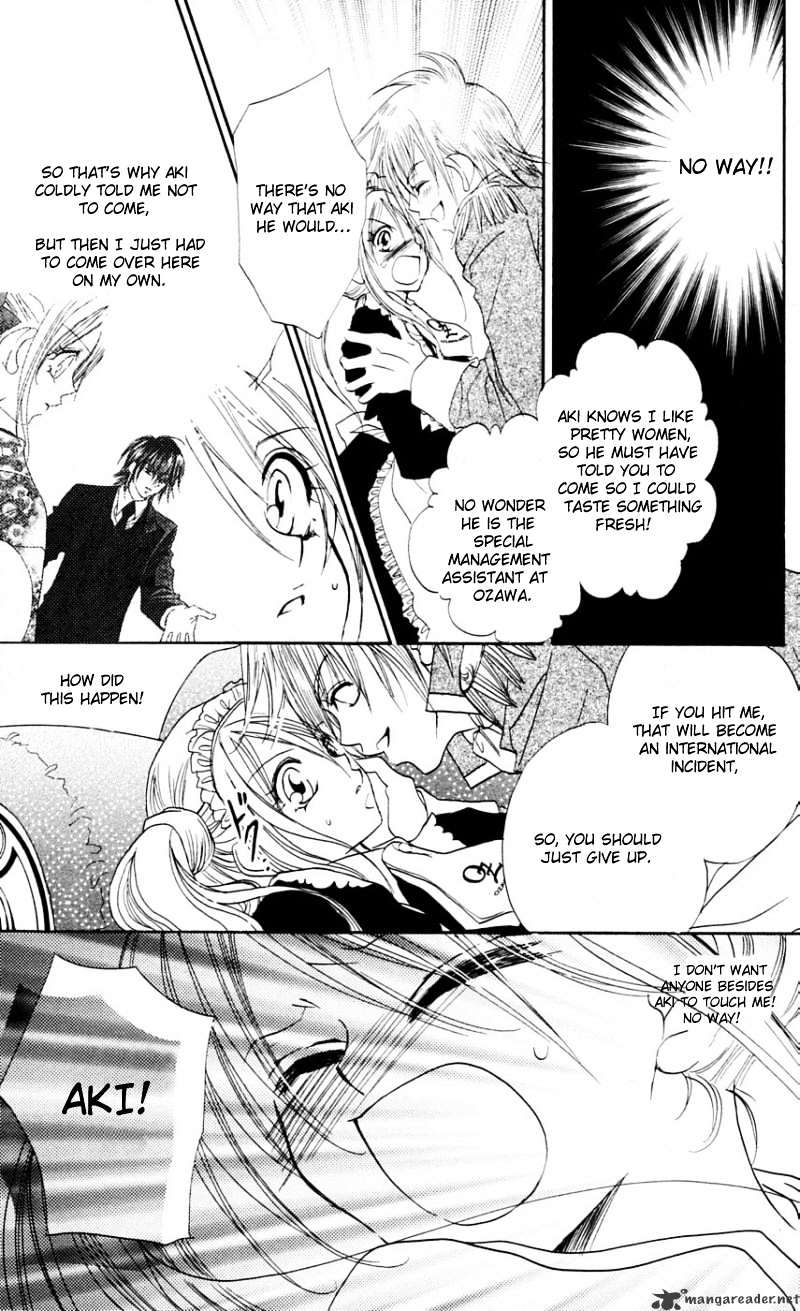 NO WAY!!
AKI KNOWS I LIKE
PRETTY WOMEN,
SO HE MUST HAVE
TOLD YOU TO
COME SO I COULD
TASTE SOMETHING
FRESH!
NO WONDER
HE IS THE
SPECIAL
MANAGEMENT
ASSISTANT AT
OZAWA.
THERE'S NO
WAY THAT AKI
HE WOULD...
SO THAT'S WHY AKI
COLDLY TOLD ME NOT
TO COME,
BUT THEN I JUST HAD
TO COME OVER HERE
ON MY OWN.
IF YOU HIT ME,
THAT WILL BECOME
AN INTERNATIONAL
INCIDENT,
SO, YOU SHOULD
JUST GIVE UP.
HOW DID
THIS HAPPEN!
ドクッ
I DON'T WANT
ANYONE BESIDES
AKI TO TOUCH ME!
NO WAY!
AKI!
mangareader.net